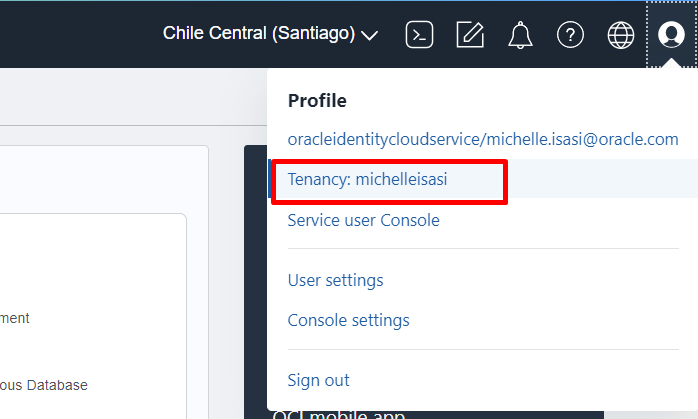 Chile Central (Santiago)
Profile
oracleidentitycloudservice/michelle.isasi@oracle.com
Tenancy: michelleisasi
Service user Console
User settings
ment
Console settings
Sign out
ous Database
OCI mobile app